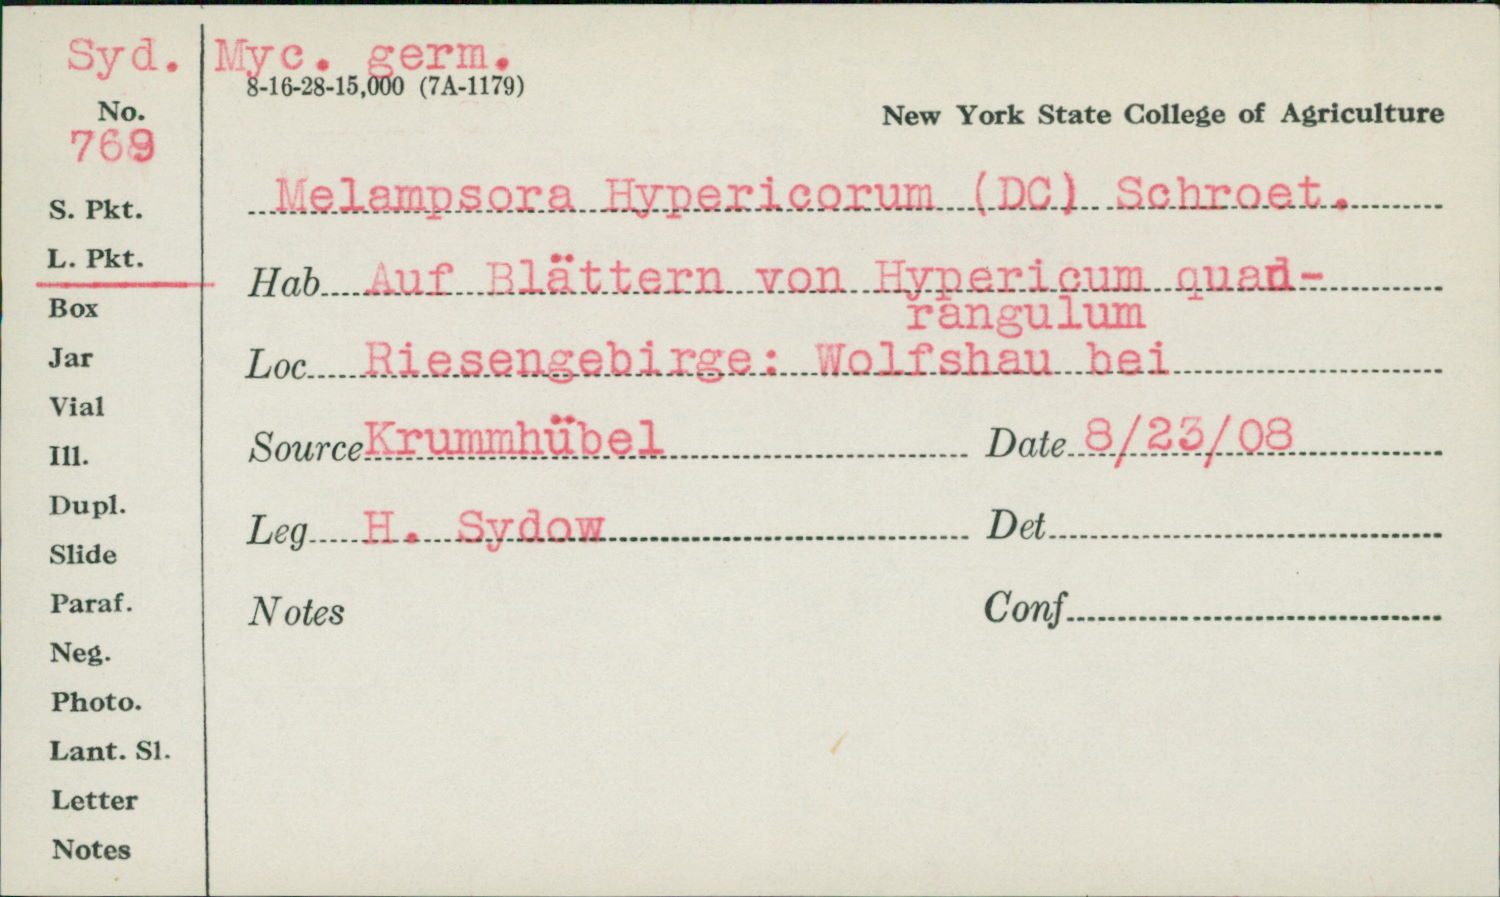 Syd. Myc. germ.
8-16-28-15,000 (7A-1179)
No.
769
New York State College of Agriculture
S. Pkt.
L. Pkt.
Box
Jar
Vial
Ill.
Dupl.
Slide
Paraf.
Neg.
Photo.
Lant. Sl.
Letter
Notes
Melampsora Hypericorum (DC) Schroet.
Hab Auf Blättern von Hypericum quad-
rangulum
Loc Riesengebirge: Wolfshau bei
Source Krummhübel Date 8/23/08
Leg H. Sydow Det
Notes Conf